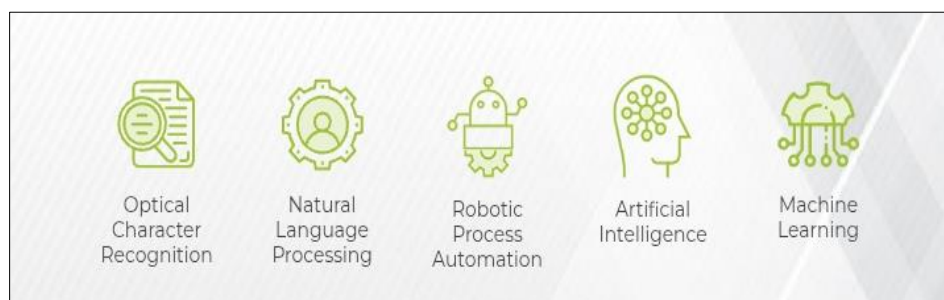 Optical
Character
Recognition
Natural
Language
Processing
Robotic
Process
Automation
Artificial
Intelligence
Machine
Learning